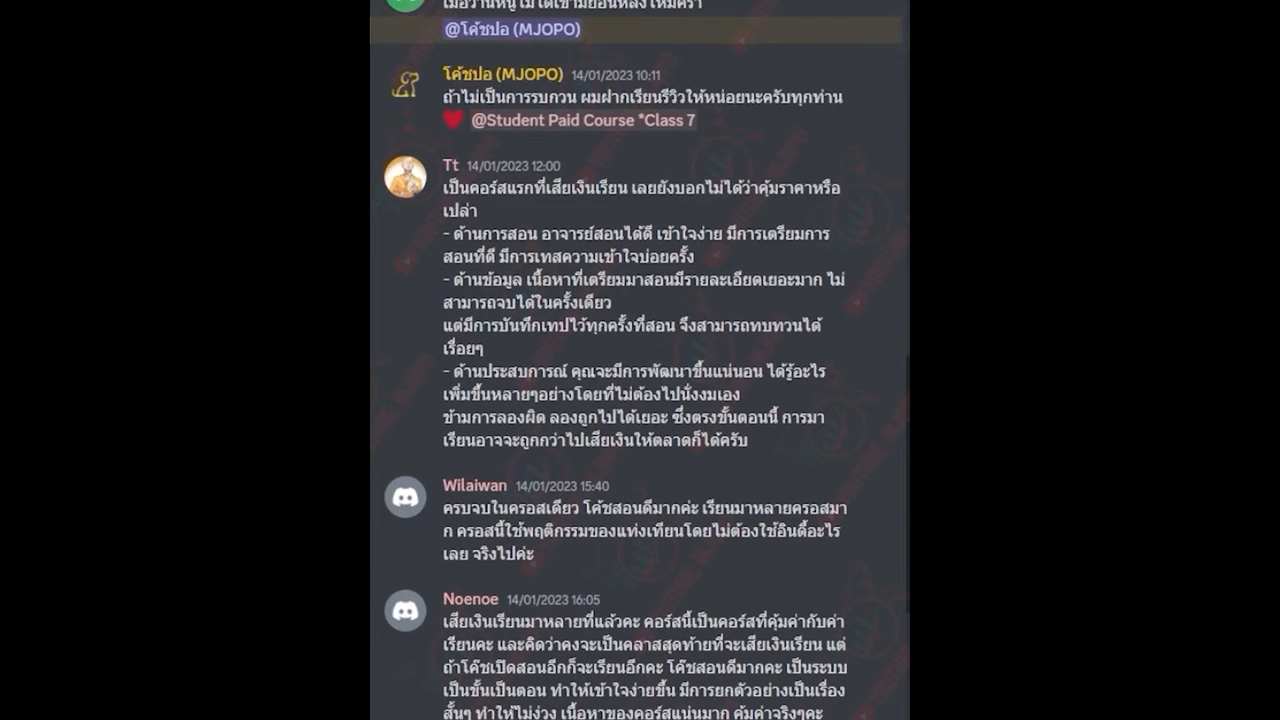 เมื่อวานหนูไม่ได้เข้ามีย้อนหลังไหมคร่า
@โค้ชปอ (MJOPO)
โค้ชปอ (MJOPO) 14/01/2023 10:11
ถ้าไม่เป็นการรบกวน ผมฝากเรียนรีวิวให้หน่อยนะครับทุกท่าน
❤️ @Student Paid Course *Class 7
Tt 14/01/2023 12:00
เป็นคอร์สแรกที่เสียเงินเรียน เลยยังบอกไม่ได้ว่าคุ้มราคาหรือ
เปล่า
- ด้านการสอน อาจารย์สอนได้ดี เข้าใจง่าย มีการเตรียมการ
สอนที่ดี มีการเทสความเข้าใจบ่อยครั้ง
- ด้านข้อมูล เนื้อหาที่เตรียมมาสอนมีรายละเอียดเยอะมาก ไม่
สามารถจบได้ในครั้งเดียว
แต่มีการบันทึกเทปไว้ทุกครั้งที่สอน จึงสามารถทบทวนได้
เรื่อยๆ
- ด้านประสบการณ์ คุณจะมีการพัฒนาขึ้นแน่นอน ได้รู้อะไร
เพิ่มขึ้นหลายๆอย่างโดยที่ไม่ต้องไปนั่งงมเอง
ข้ามการลองผิด ลองถูกไปได้เยอะ ซึ่งตรงขั้นตอนนี้ การมา
เรียนอาจจะถูกกว่าไปเสียเงินให้ตลาดก็ได้ครับ
Wilaiwan 14/01/2023 15:40
ครบจบในครอสเดียว โค้ชสอนดีมากค่ะ เรียนมาหลายครอสมา
ก ครอสนี้ใช้พฤติกรรมของแท่งเทียนโดยไม่ต้องใช้อินดี้อะไร
เลย จริงไปค่ะ
Noenoe 14/01/2023 16:05
เสียเงินเรียนมาหลายที่แล้วคะ คอร์สนี้เป็นคอร์สที่คุ้มค่ากับค่า
เรียนคะ และคิดว่าคงจะเป็นคลาสสุดท้ายที่จะเสียเงินเรียน แต่
ถ้าโค๊ชเปิดสอนอีกก็จะเรียนอีกคะ โค๊ชสอนดีมากคะ เป็นระบบ
เป็นขั้นเป็นตอน ทำให้เข้าใจง่ายขึ้น มีการยกตัวอย่างเป็นเรื่อง
สั้นๆ ทำให้ไม่ง่วง เนื้อหาของคอร์สแน่นมาก คุ้มค่าจริงๆคะ